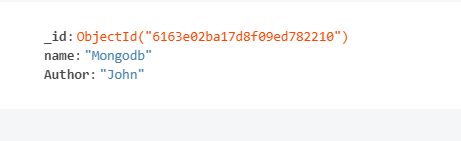 _id: ObjectId("6163e02ba17d8f09ed782210")
name: "Mongodb"
Author: "John"